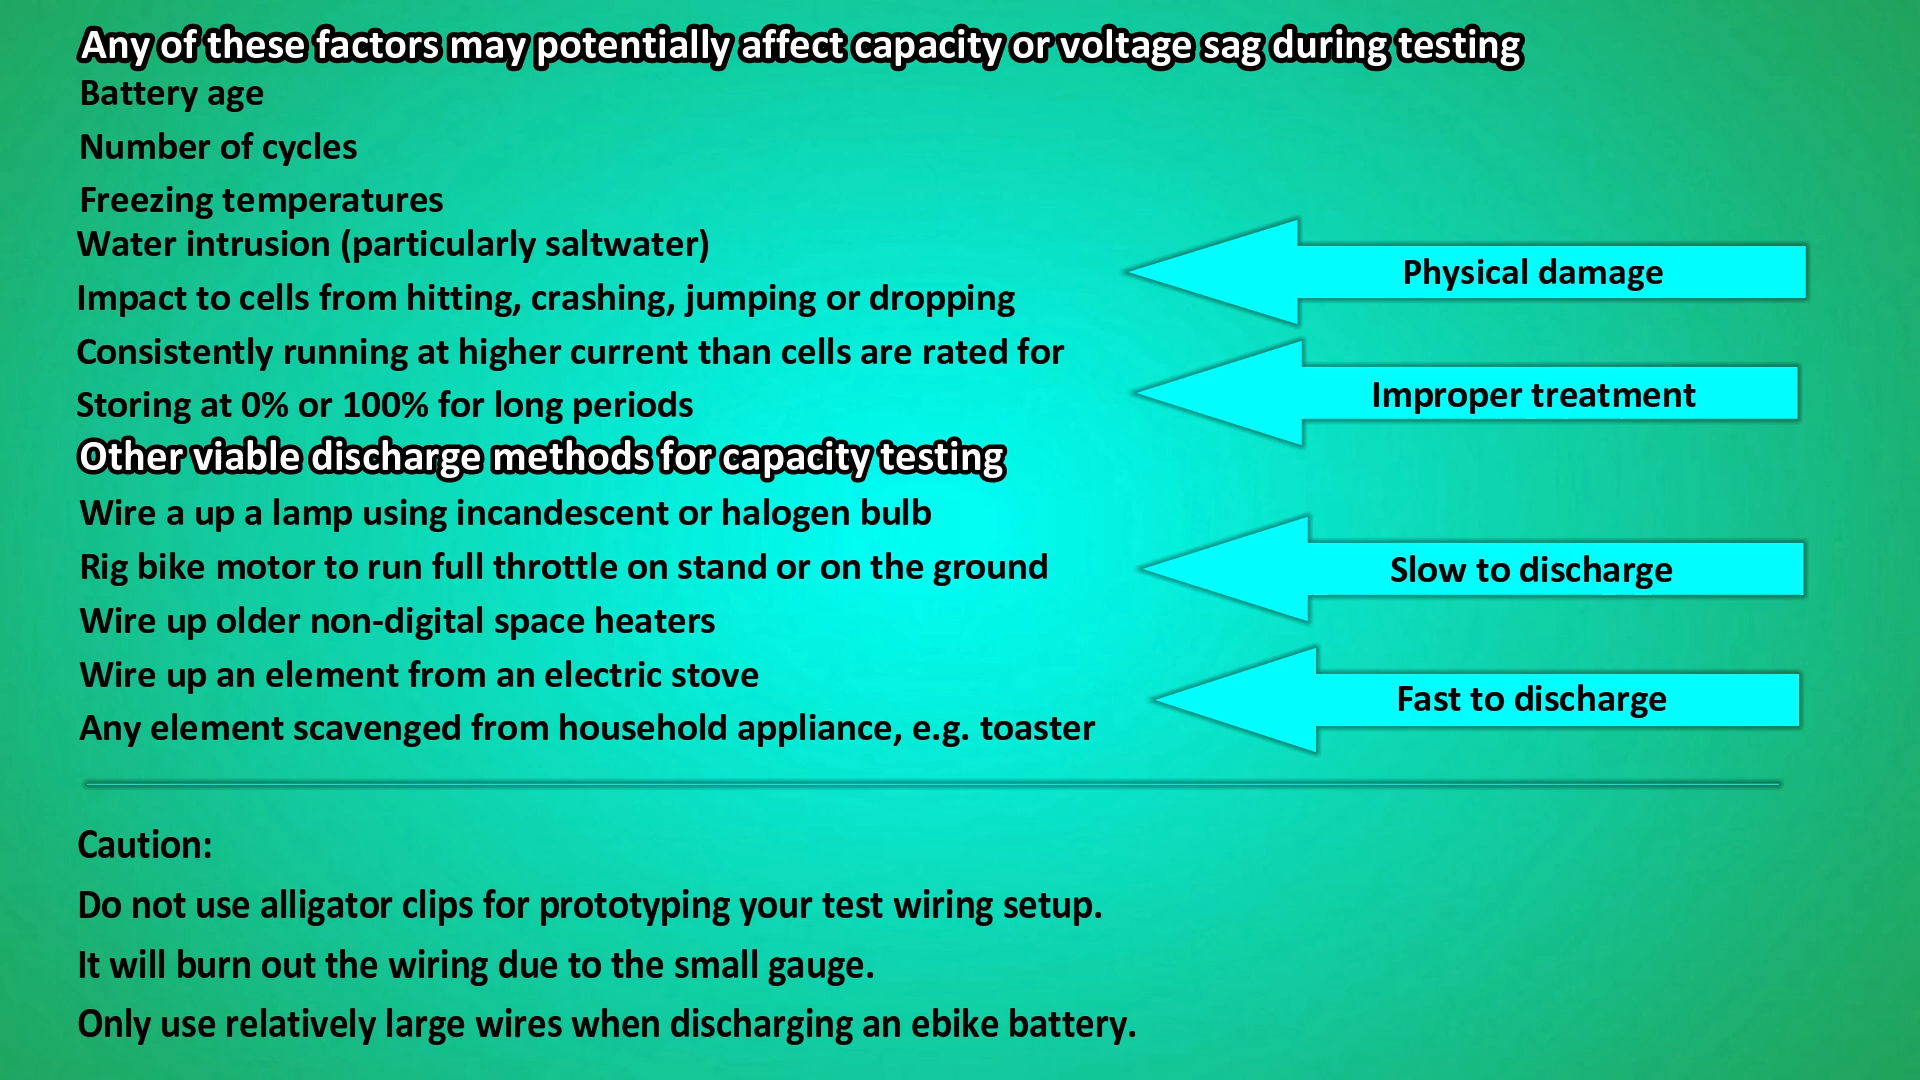 Any of these factors may potentially affect capacity or voltage sag during testing
Battery age
Number of cycles
Freezing temperatures
Water intrusion (particularly saltwater)
Physical damage
Impact to cells from hitting, crashing, jumping or dropping
Consistently running at higher current than cells are rated for
Improper treatment
Storing at 0% or 100% for long periods
Other viable discharge methods for capacity testing
Wire a up a lamp using incandescent or halogen bulb
Rig bike motor to run full throttle on stand or on the ground
Slow to discharge
Wire up older non-digital space heaters
Wire up an element from an electric stove
Fast to discharge
Any element scavenged from household appliance, e.g. toaster
Caution:
Do not use alligator clips for prototyping your test wiring setup.
It will burn out the wiring due to the small gauge.
Only use relatively large wires when discharging an ebike battery.